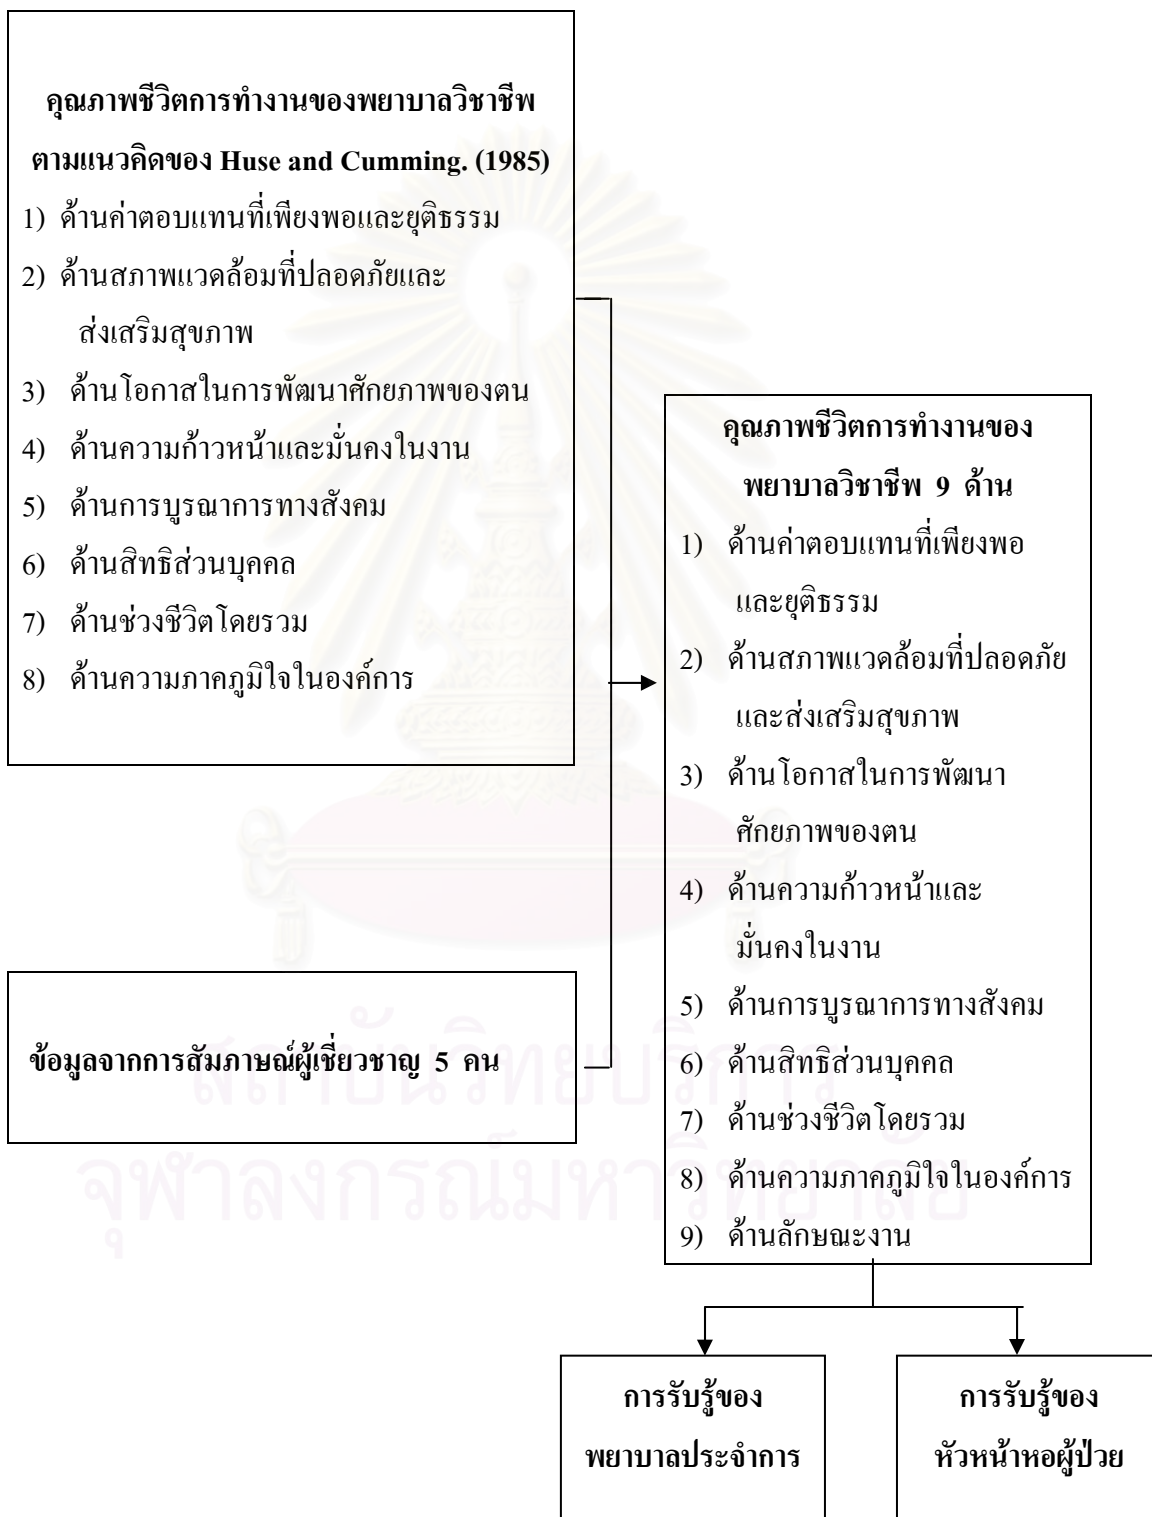 คุณภาพชีวิตการทำงานของพยาบาลวิชาชีพ
ตามแนวคิดของ Huse and Cumming. (1985)
1) ด้านค่าตอบแทนที่เพียงพอและยุติธรรม
2) ด้านสภาพแวดล้อมที่ปลอดภัยและ
ส่งเสริมสุขภาพ
3) ด้านโอกาสในการพัฒนาศักยภาพของตน
4) ด้านความก้าวหน้าและมั่นคงในงาน
5) ด้านการบูรณาการทางสังคม
6) ด้านสิทธิส่วนบุคคล
7) ด้านช่วงชีวิตโดยรวม
8) ด้านความภาคภูมิใจในองค์การ
ข้อมูลจากการสัมภาษณ์ผู้เชี่ยวชาญ 5 คน
คุณภาพชีวิตการทำงานของ
พยาบาลวิชาชีพ 9 ด้าน
1) ด้านค่าตอบแทนที่เพียงพอ
และยุติธรรม
2) ด้านสภาพแวดล้อมที่ปลอดภัย
และส่งเสริมสุขภาพ
3) ด้านโอกาสในการพัฒนา
ศักยภาพของตน
4) ด้านความก้าวหน้าและ
มั่นคงในงาน
5) ด้านการบูรณาการทางสังคม
6) ด้านสิทธิส่วนบุคคล
7) ด้านช่วงชีวิตโดยรวม
8) ด้านความภาคภูมิใจในองค์การ
9) ด้านลักษณะงาน
การรับรู้ของ
พยาบาลประจำการ
การรับรู้ของ
หัวหน้าหอผู้ป่วย
สถาบันวิทยบริการ
จุฬาลงกรณ์มหาวิทยาลัย